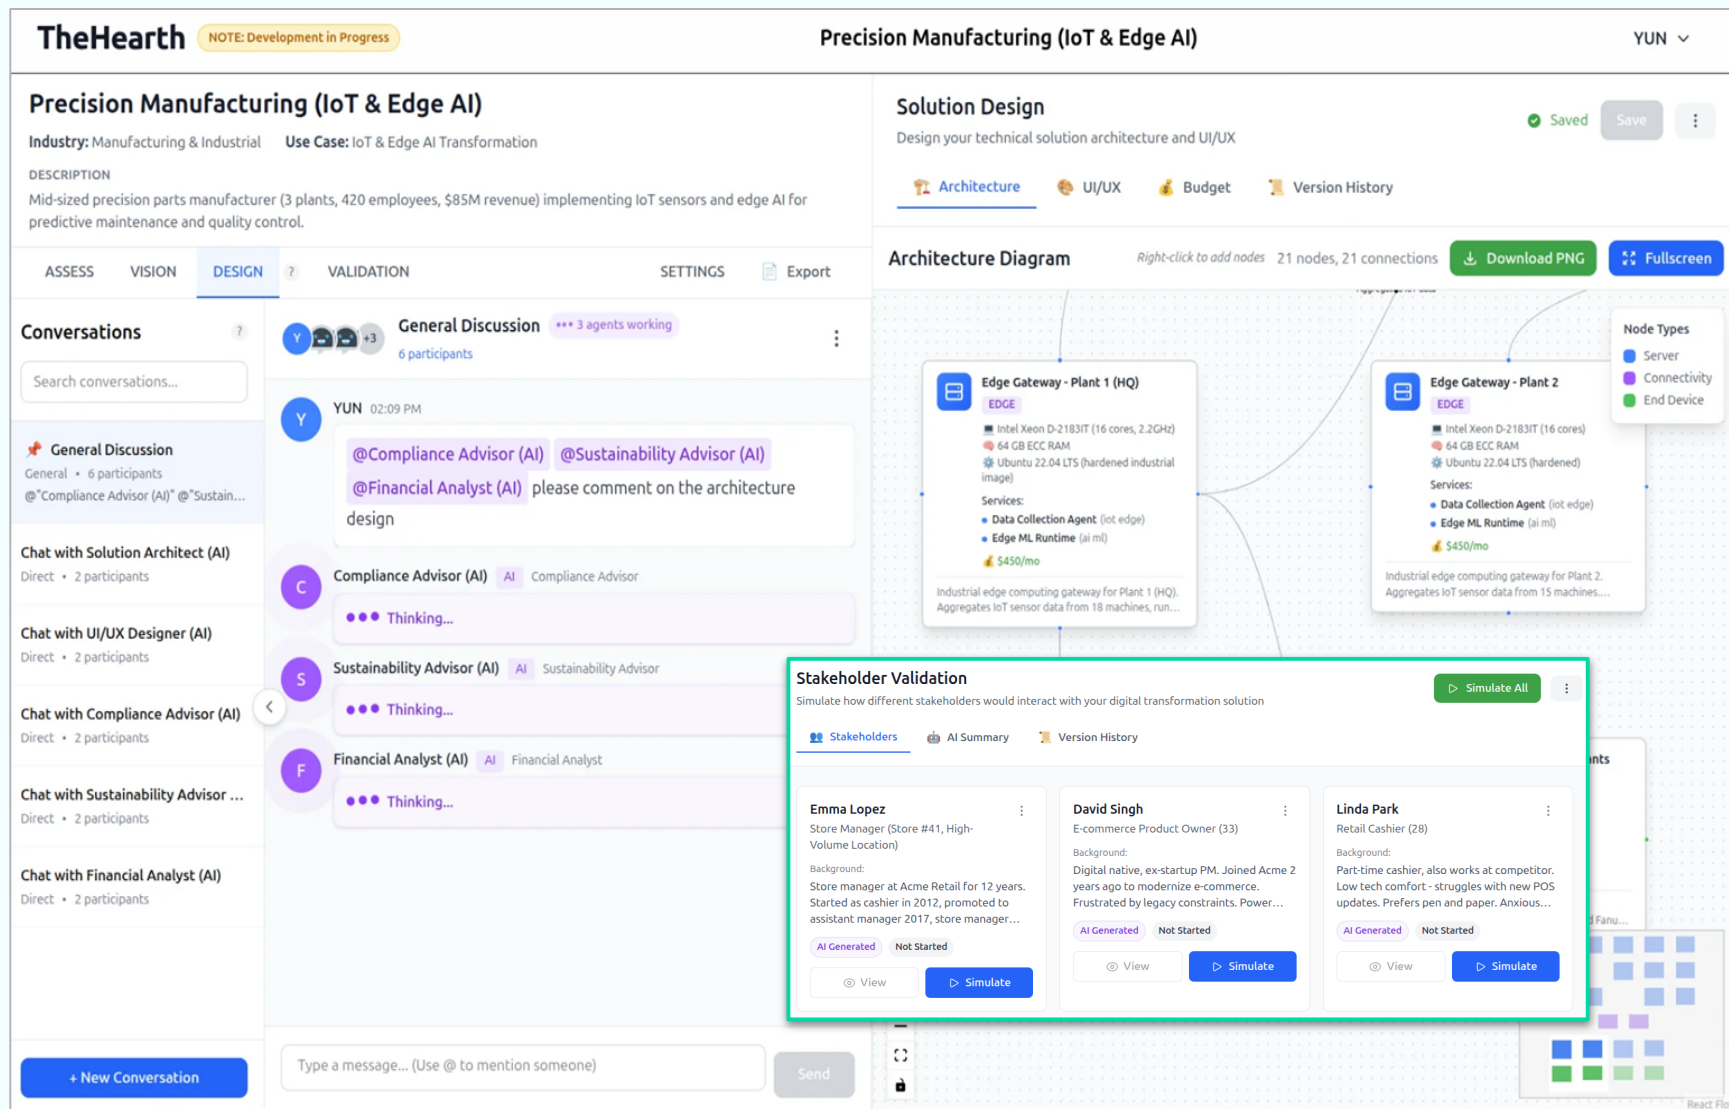 TheHearth
NOTE: Development in Progress
Precision Manufacturing (IoT & Edge AI)
YUN
Precision Manufacturing (IoT & Edge AI)
Industry: Manufacturing & Industrial Use Case: IoT & Edge AI Transformation
DESCRIPTION
Mid-sized precision parts manufacturer (3 plants, 420 employees, $85M revenue) implementing IoT sensors and edge AI for
predictive maintenance and quality control.
ASSESS VISION DESIGN ? VALIDATION SETTINGS Export
Conversations ?
Search conversations...
General Discussion
General • 6 participants
@"Compliance Advisor (AI)" @"Sustain...
Chat with Solution Architect (AI)
Direct • 2 participants
Chat with UI/UX Designer (AI)
Direct • 2 participants
Chat with Compliance Advisor (AI)
Direct • 2 participants
Chat with Sustainability Advisor ...
Direct • 2 participants
Chat with Financial Analyst (AI)
Direct • 2 participants
+ New Conversation
Y +3
General Discussion ••• 3 agents working
6 participants
Y
YUN 02:09 PM
@Compliance Advisor (AI) @Sustainability Advisor (AI)
@Financial Analyst (AI) please comment on the architecture
design
C
Compliance Advisor (AI) AI Compliance Advisor
Thinking...
S
Sustainability Advisor (AI) AI Sustainability Advisor
Thinking...
F
Financial Analyst (AI) AI Financial Analyst
Thinking...
Type a message... (Use @ to mention someone)
Send
Solution Design
Design your technical solution architecture and UI/UX
Saved Save
Architecture UI/UX Budget Version History
Architecture Diagram
Right-click to add nodes 21 nodes, 21 connections
Download PNG
Fullscreen
Node Types
Server
Connectivity
End Device
Edge Gateway - Plant 1 (HQ)
EDGE
Intel Xeon D-2183IT (16 cores, 2.2GHz)
64 GB ECC RAM
Ubuntu 22.04 LTS (hardened industrial
image)
Services:
• Data Collection Agent (iot edge)
• Edge ML Runtime (ai ml)
$450/mo
Industrial edge computing gateway for Plant 1 (HQ).
Aggregates IoT sensor data from 18 machines, run...
Edge Gateway - Plant 2
EDGE
Intel Xeon D-2183IT (16 cores)
64 GB ECC RAM
Ubuntu 22.04 LTS (hardened)
Services:
• Data Collection Agent (iot edge)
• Edge ML Runtime (ai ml)
$450/mo
Industrial edge computing gateway for Plant 2.
Aggregates IoT sensor data from 15 machines....
Stakeholder Validation
Simulate how different stakeholders would interact with your digital transformation solution
Simulate All
Stakeholders AI Summary Version History
Emma Lopez
Store Manager (Store #41, High-
Volume Location)
Background:
Store manager at Acme Retail for 12 years.
Started as cashier in 2012, promoted to
assistant manager 2017, store manager...
AI Generated Not Started
View Simulate
David Singh
E-commerce Product Owner (33)
Background:
Digital native, ex-startup PM. Joined Acme 2
years ago to modernize e-commerce.
Frustrated by legacy constraints. Power...
AI Generated Not Started
View Simulate
Linda Park
Retail Cashier (28)
Background:
Part-time cashier, also works at competitor.
Low tech comfort - struggles with new POS
updates. Prefers pen and paper. Anxious...
AI Generated Not Started
View Simulate
nts
d Fanu...
React Flo